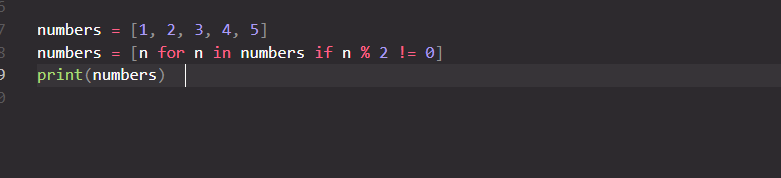 numbers = [1, 2, 3, 4, 5]
numbers = [n for n in numbers if n % 2 != 0]
print(numbers)